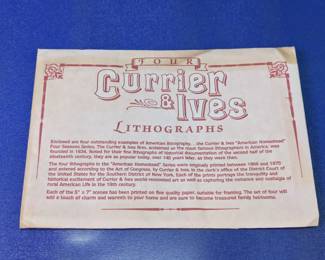 FOUR
Currier
& Ives
LITHOGRAPHS
Enclosed are four outstanding examples of American lithography . . . the Currier & Ives "American Homestead"
Four Seasons Series. The Currier & Ives firm, acclaimed as the most famous lithographers in America, was
founded in 1834. Noted for their fine lithographs of historical documentation of the second half of the
nineteenth century, they are as popular today, over 140 years later, as they were then.
The four lithographs in the "American Homestead" Series were originally printed between 1868 and 1870
and entered according to the Act of Congress, by Currier & Ives in the clerk's office of the District Court of
the United States for the Southern District of New York. Each of the prints portrays the tranquility and
historical excitement of Currier & Ives world-renowned art as well as capturing the romance and nostalgia of
rural American Life in the 19th century.
Each of the 5" x 7" scenes has been printed on fine quality paper, suitable for framing. The set of four will
add a touch of charm and warmth to your home and are sure to become treasured family heirlooms.